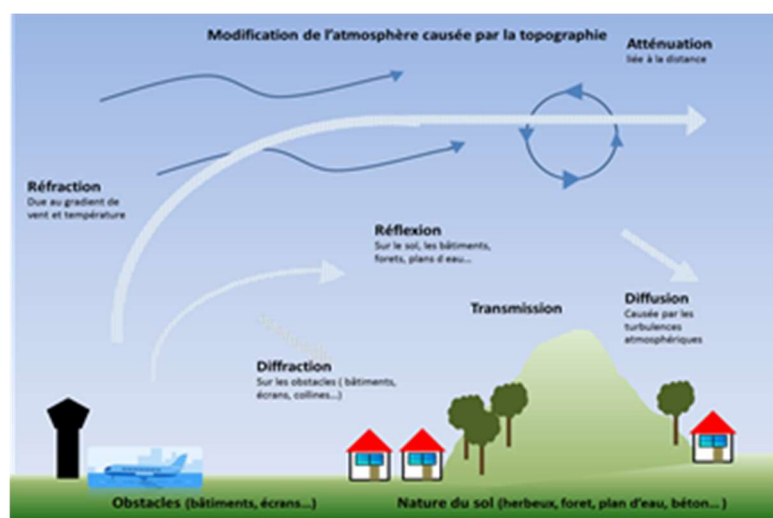 Modification de l'atmosphère causée par la topographie
Atténuation
liée à la distance
Réfraction
Due au gradient de
vent et température
Réflexion
Sur le sol, les bâtiments,
forets, plans d eau...
Transmission
Diffusion
Causée par les
turbulences
atmosphériques
Diffraction
Sur les obstacles ( bâtiments,
écrans, collines...)
Obstacles (bâtiments, écrans...)
Nature du sol (herbeux, foret, plan d'eau, béton... )